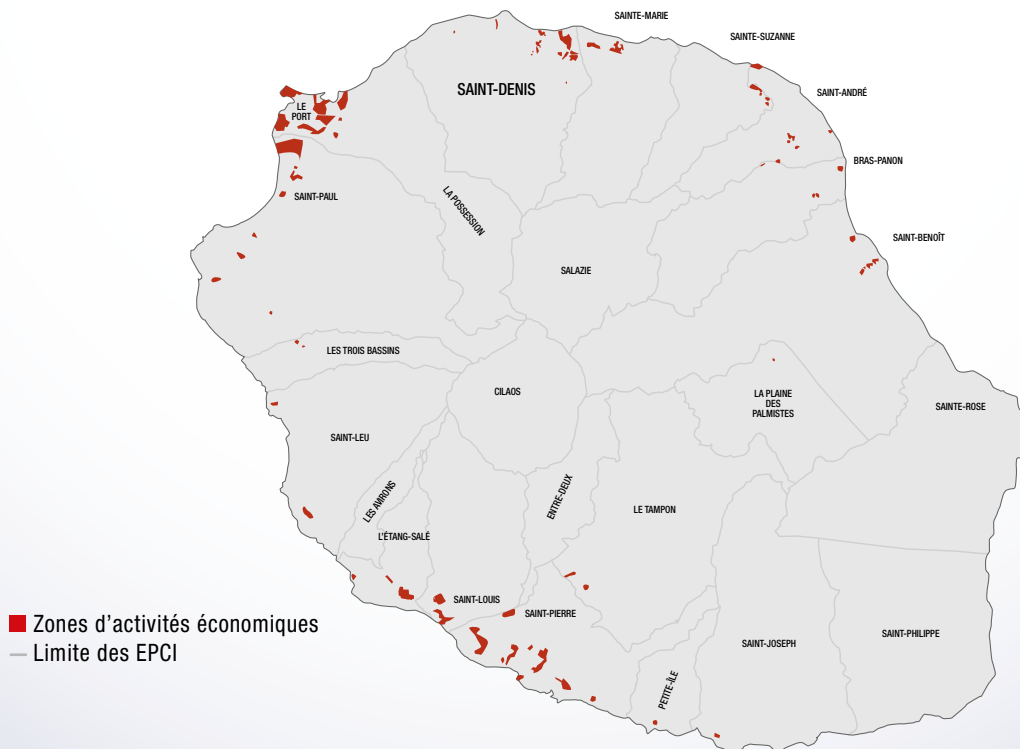 SAINTE-MARIE
SAINTE-SUZANNE
SAINT-DENIS
SAINT-ANDRÉ
LE
PORT
BRAS-PANON
SAINT-PAUL
LA POSSESSION
SAINT-BENOÎT
SALAZIE
LES TROIS BASSINS
CILAOS
LA PLAINE
DES
PALMISTES
SAINTE-ROSE
SAINT-LEU
LES AVIRONS
ENTRE-DEUX
LE TAMPON
L'ÉTANG-SALÉ
SAINT-LOUIS
SAINT-PIERRE
SAINT-JOSEPH
SAINT-PHILIPPE
PETITE-ÎLE
Zones d'activités économiques
Limite des EPCI